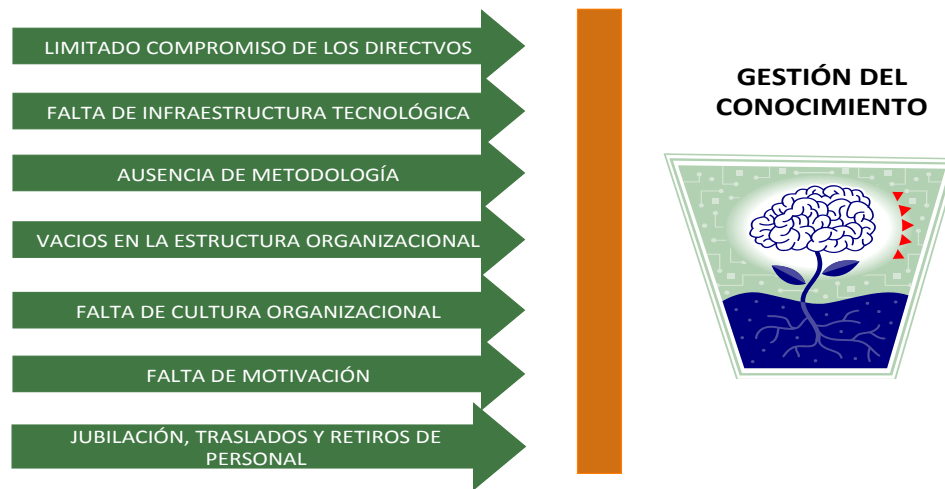 LIMITADO COMPROMISO DE LOS DIRECTVOS
FALTA DE INFRAESTRUCTURA TECNOLÓGICA
AUSENCIA DE METODOLOGÍA
VACIOS EN LA ESTRUCTURA ORGANIZACIONAL
FALTA DE CULTURA ORGANIZACIONAL
FALTA DE MOTIVACIÓN
JUBILACIÓN, TRASLADOS Y RETIROS DE
PERSONAL
GESTIÓN DEL
CONOCIMIENTO